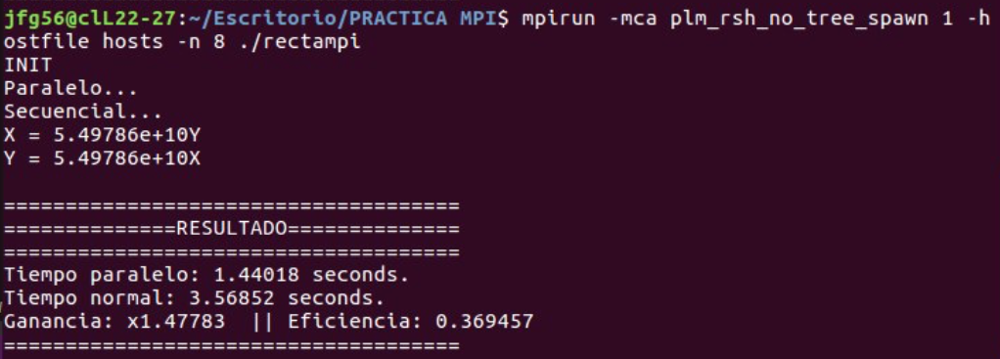 jfg56@clL22-27:~/Escritorio/PRACTICA MPI$ mpirun -mca plm_rsh_no_tree_spawn 1 -h
ostfile hosts -n 8 ./rectampi
INIT
Paralelo...
Secuencial...
X = 5.49786e+10Y
Y = 5.49786e+10X
=====================================
==============RESULTADO==============
=====================================
Tiempo paralelo: 1.44018 seconds.
Tiempo normal: 3.56852 seconds.
Ganancia: x1.47783  || Eficiencia: 0.369457
=====================================